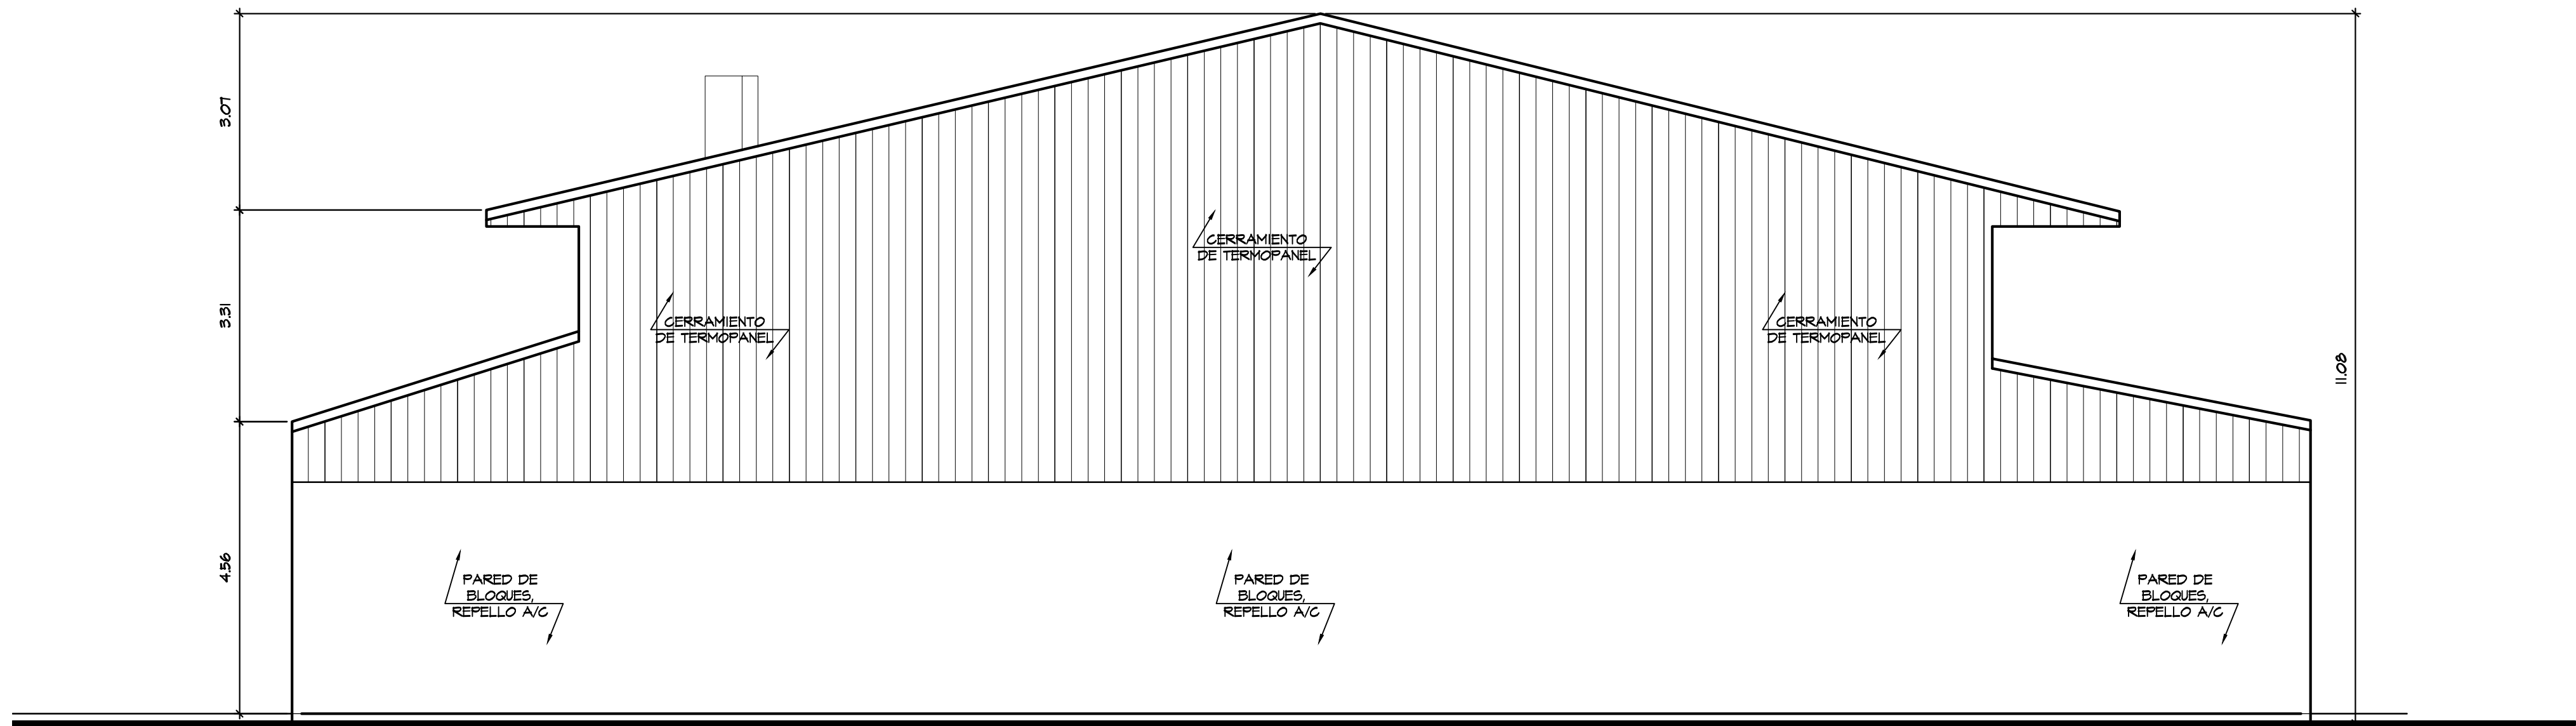 3.07
3.31
4.56
11.08
CERRAMIENTO
DE TERMOPANEL
CERRAMIENTO
DE TERMOPANEL
CERRAMIENTO
DE TERMOPANEL
PARED DE
BLOQUES,
REPELLO A/C
PARED DE
BLOQUES,
REPELLO A/C
PARED DE
BLOQUES,
REPELLO A/C